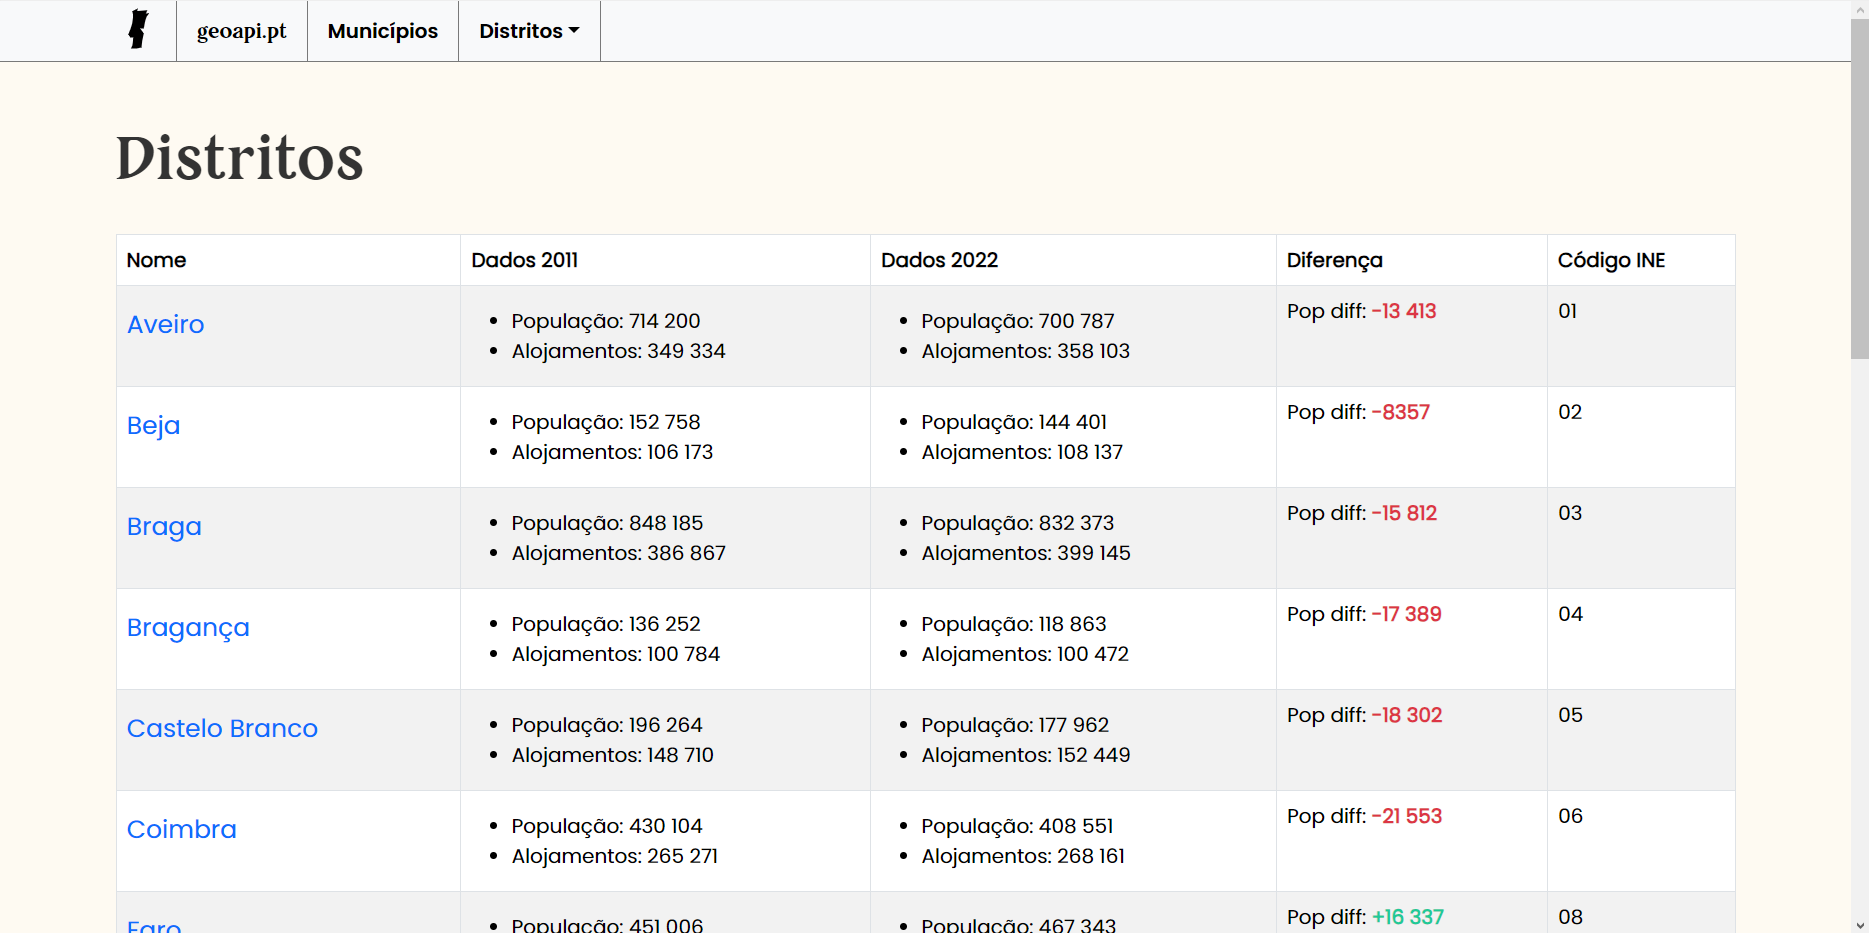 geoapi.pt Municípios Distritos
Distritos
Nome Dados 2011 Dados 2022 Diferença Código INE
Aveiro
População: 714 200
Alojamentos: 349 334
População: 700 787
Alojamentos: 358 103
Pop diff: -13 413
01
Beja
População: 152 758
Alojamentos: 106 173
População: 144 401
Alojamentos: 108 137
Pop diff: -8357
02
Braga
População: 848 185
Alojamentos: 386 867
População: 832 373
Alojamentos: 399 145
Pop diff: -15 812
03
Bragança
População: 136 252
Alojamentos: 100 784
População: 118 863
Alojamentos: 100 472
Pop diff: -17 389
04
Castelo Branco
População: 196 264
Alojamentos: 148 710
População: 177 962
Alojamentos: 152 449
Pop diff: -18 302
05
Coimbra
População: 430 104
Alojamentos: 265 271
População: 408 551
Alojamentos: 268 161
Pop diff: -21 553
06
Faro
População: 451 006
População: 467 343
Pop diff: +16 337
08